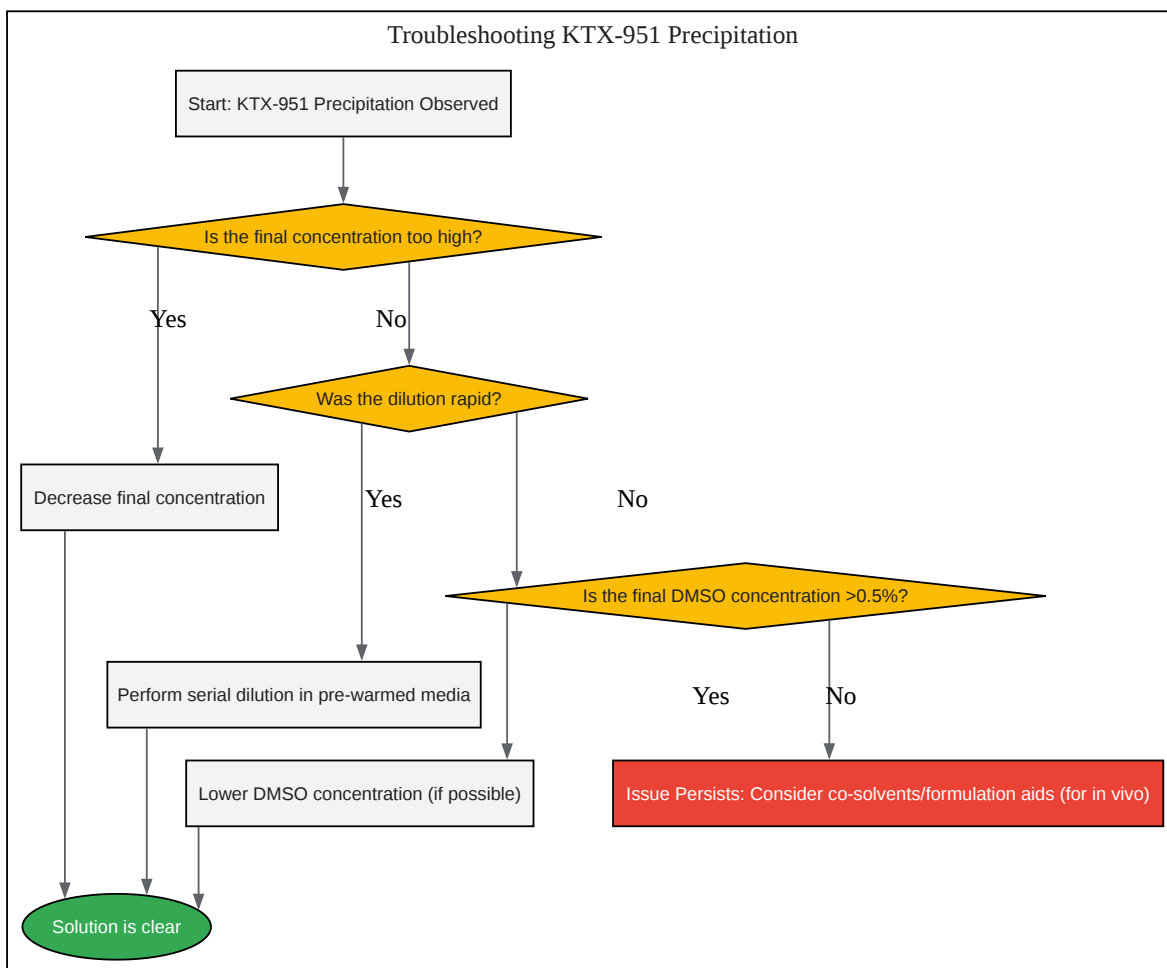 Troubleshooting KTX-951 Precipitation
Start: KTX-951 Precipitation Observed
Is the final concentration too high?
Yes
No
Was the dilution rapid?
Decrease final concentration
Yes
No
Is the final DMSO concentration >0.5%?
Perform serial dilution in pre-warmed media
Yes
No
Lower DMSO concentration (if possible)
Issue Persists: Consider co-solvents/formulation aids (for in vivo)
Solution is clear